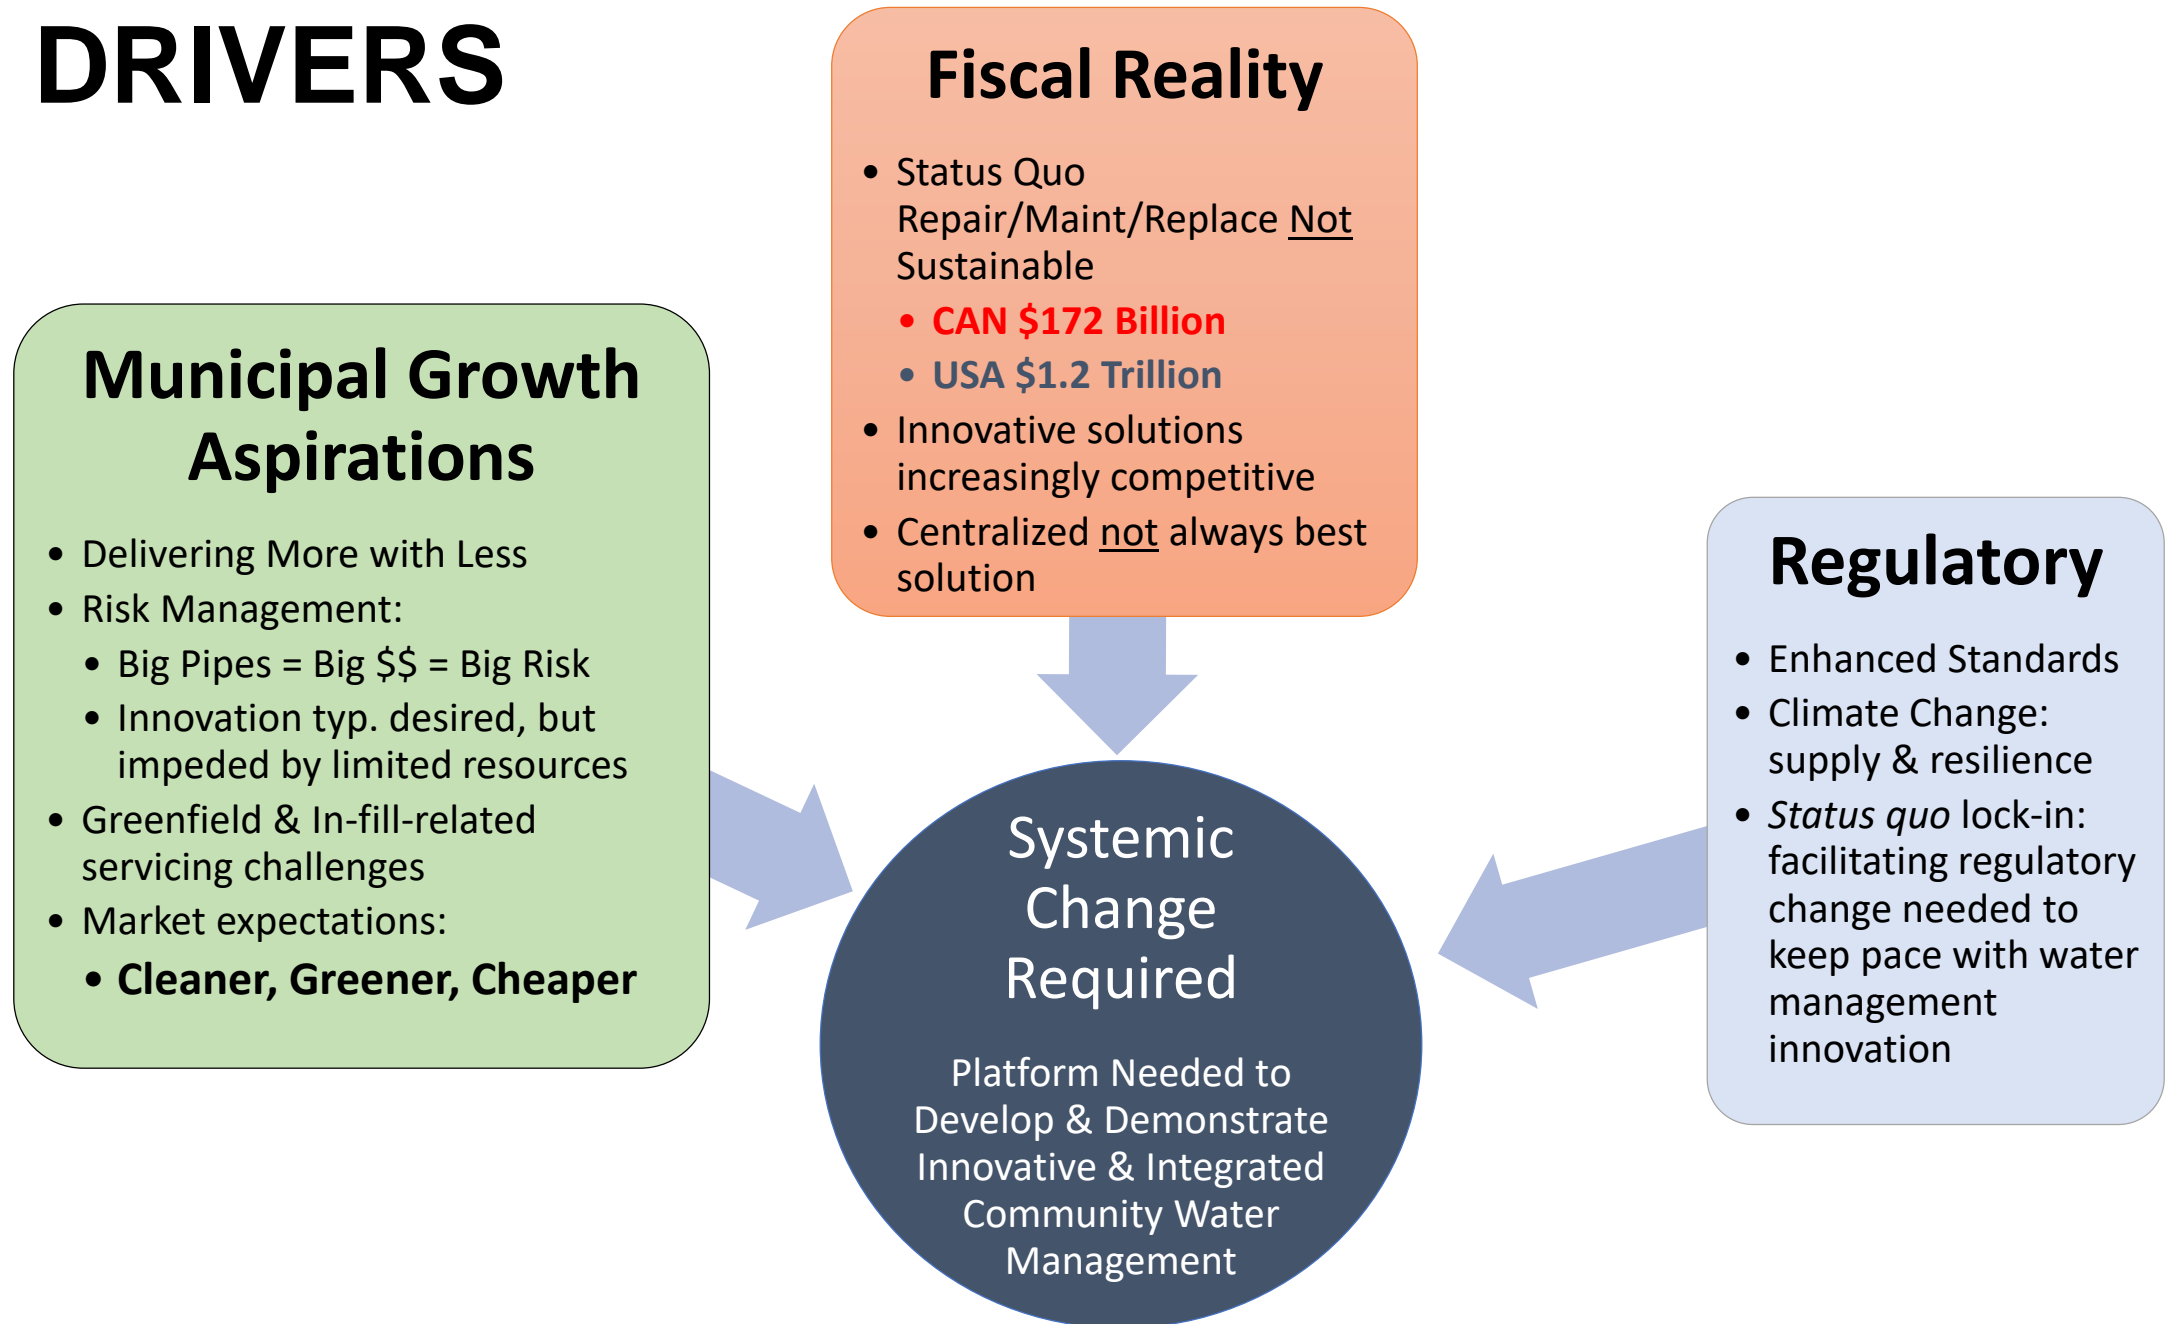 DRIVERS
Fiscal Reality
• Status Quo
Repair/Maint/Replace Not
Sustainable
• CAN $172 Billion
• USA $1.2 Trillion
• Innovative solutions
increasingly competitive
• Centralized not always best
solution
Municipal Growth
Aspirations
• Delivering More with Less
• Risk Management:
• Big Pipes = Big $$ = Big Risk
• Innovation typ. desired, but
impeded by limited resources
• Greenfield & In-fill-related
servicing challenges
• Market expectations:
• Cleaner, Greener, Cheaper
Regulatory
• Enhanced Standards
• Climate Change:
supply & resilience
• Status quo lock-in:
facilitating regulatory
change needed to
keep pace with water
management
innovation
Systemic
Change
Required
Platform Needed to
Develop & Demonstrate
Innovative & Integrated
Community Water
Management